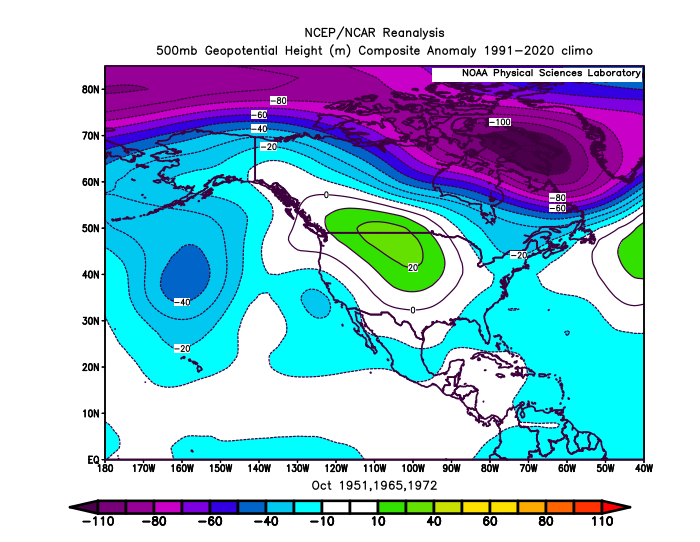 NCEP/NCAR Reanalysis
500mb Geopotential Height (m) Composite Anomaly 1991−2020 climo
NOAA Physical Sciences Laboratory
80N
−80
−60
−100
70N
−40
−20
60N
0
−80
−60
50N
−20
20
40N
−40
0
30N
−20
20N
10N
EQ
180 170W 160W 150W 140W 130W 120W 110W 100W 90W 80W 70W 60W 50W 40W
Oct 1951,1965,1972
−110 −80 −60 −40 −20 −10 10 40 60 80 110